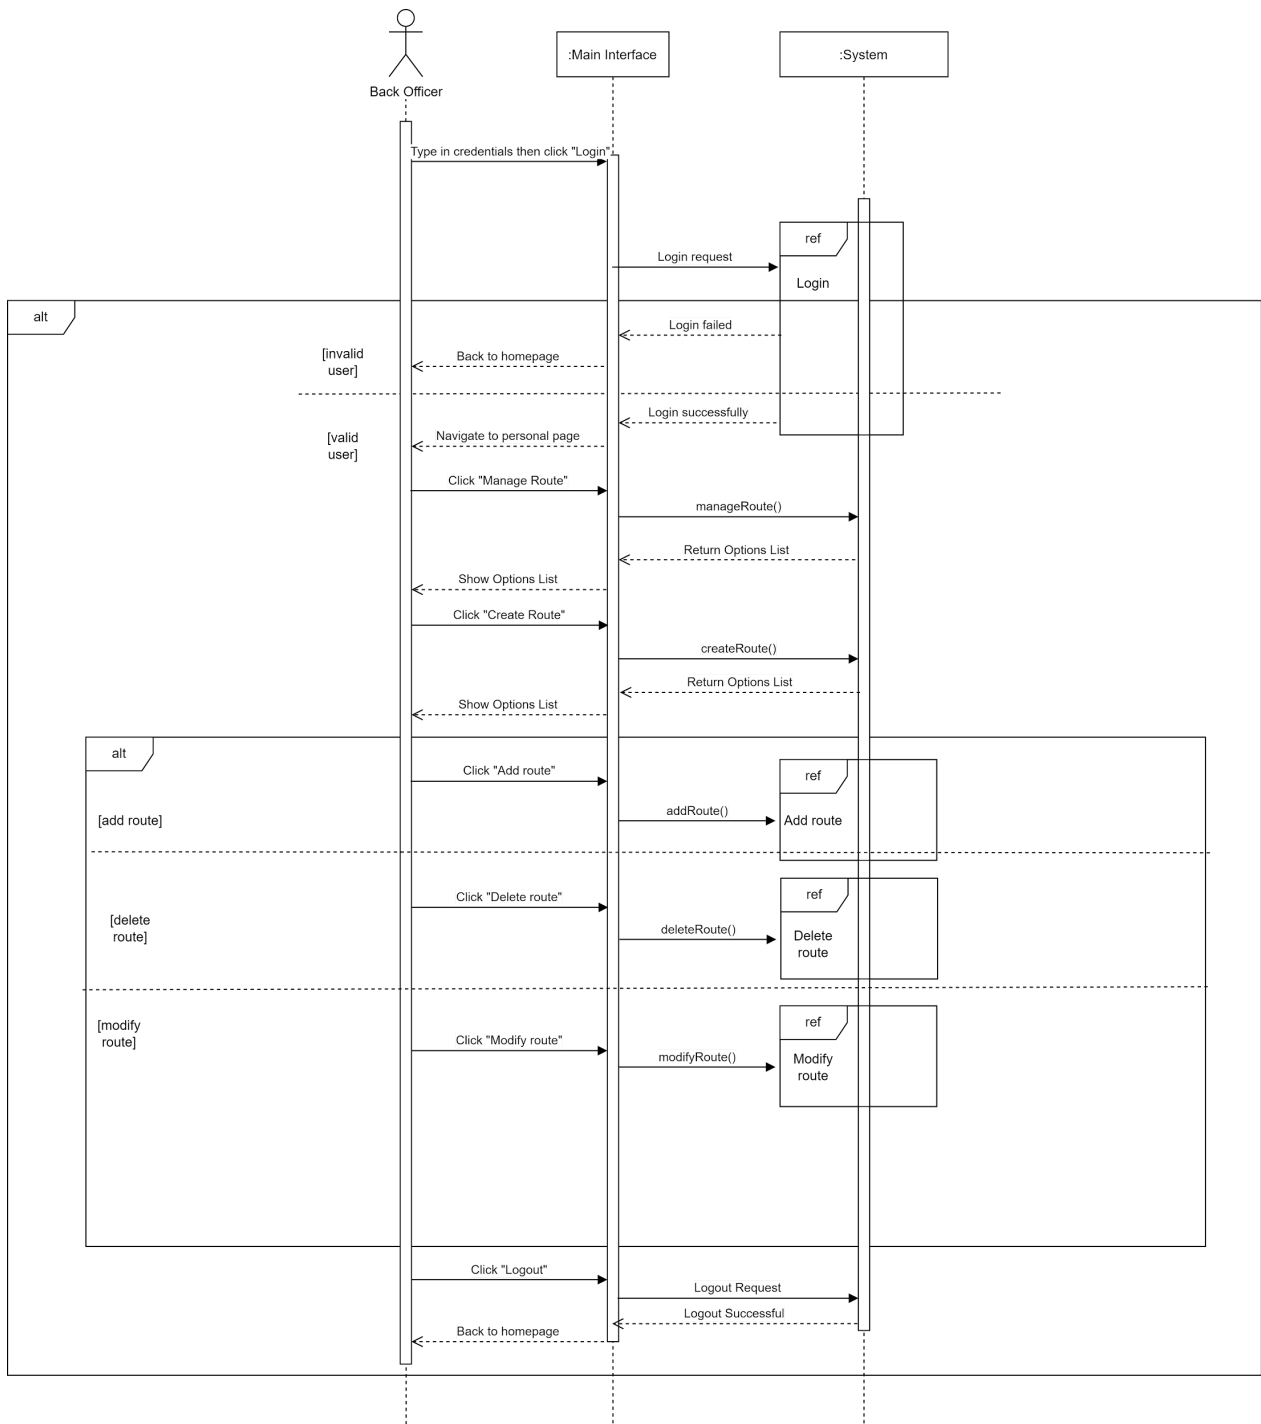 :Main Interface
:System
Back Officer
Type in credentials then click "Login"
ref
Login request
Login
alt
Login failed
[invalid
user]
Back to homepage
Login successfully
[valid
user]
Navigate to personal page
Click "Manage Route"
manageRoute()
Return Options List
Show Options List
Click "Create Route"
createRoute()
Return Options List
Show Options List
alt
Click "Add route"
ref
[add route]
addRoute()
Add route
Click "Delete route"
ref
[delete
route]
deleteRoute()
Delete
route
[modify
route]
Click "Modify route"
ref
modifyRoute()
Modify
route
Click "Logout"
Logout Request
Logout Successful
Back to homepage